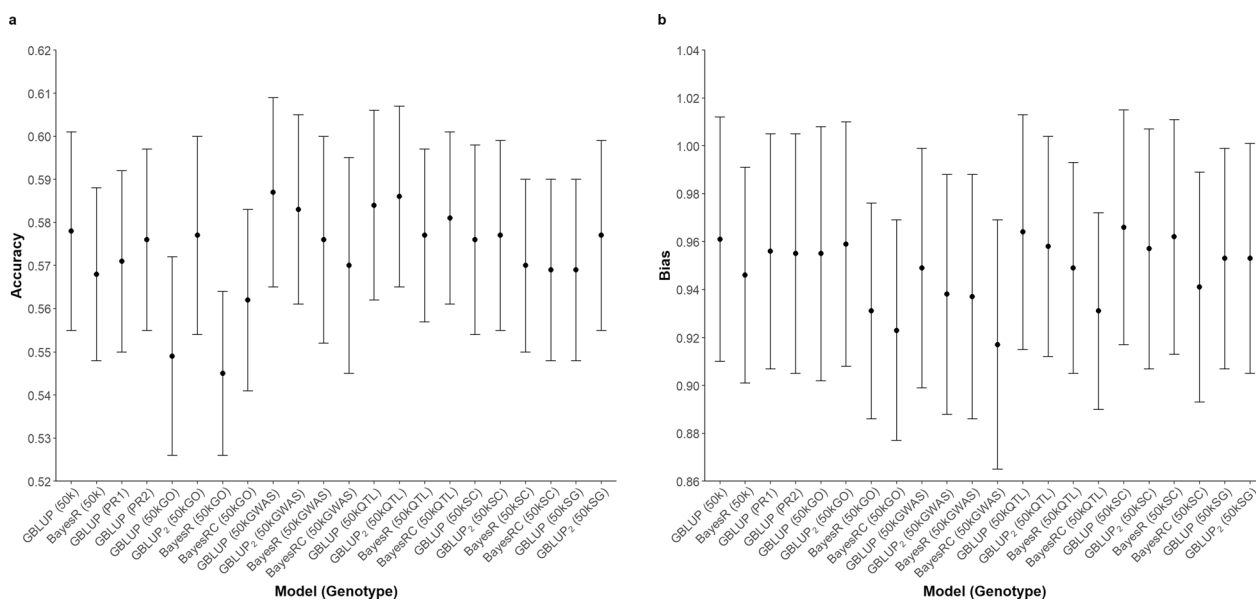 a
Accuracy
0.62
0.61
0.60
0.59
0.58
0.57
0.56
0.55
0.54
0.53
0.52
GBLUP (50k)
BayesR (50k)
GBLUP (PR1)
GBLUP (PR2)
GBLUP (50kGO)
GBLUP₂ (50kGO)
BayesR (50kGO)
BayesRC (50kGO)
GBLUP (50kGWAS)
GBLUP₂ (50kGWAS)
BayesR (50kGWAS)
BayesRC (50kGWAS)
GBLUP (50kQTL)
GBLUP₂ (50kQTL)
BayesR (50kQTL)
BayesRC (50kQTL)
GBLUP (50kSC)
GBLUP₂ (50kSC)
BayesR (50kSC)
BayesRC (50kSC)
GBLUP (50kSG)
GBLUP₂ (50kSG)
Model (Genotype)
b
Bias
1.04
1.02
1.00
0.98
0.96
0.94
0.92
0.90
0.88
0.86
GBLUP (50k)
BayesR (50k)
GBLUP (PR1)
GBLUP (PR2)
GBLUP (50kGO)
GBLUP₂ (50kGO)
BayesR (50kGO)
BayesRC (50kGO)
GBLUP (50kGWAS)
GBLUP₂ (50kGWAS)
BayesR (50kGWAS)
BayesRC (50kGWAS)
GBLUP (50kQTL)
GBLUP₂ (50kQTL)
BayesR (50kQTL)
BayesRC (50kQTL)
GBLUP (50kSC)
GBLUP₂ (50kSC)
BayesR (50kSC)
BayesRC (50kSC)
GBLUP (50kSG)
GBLUP₂ (50kSG)
Model (Genotype)